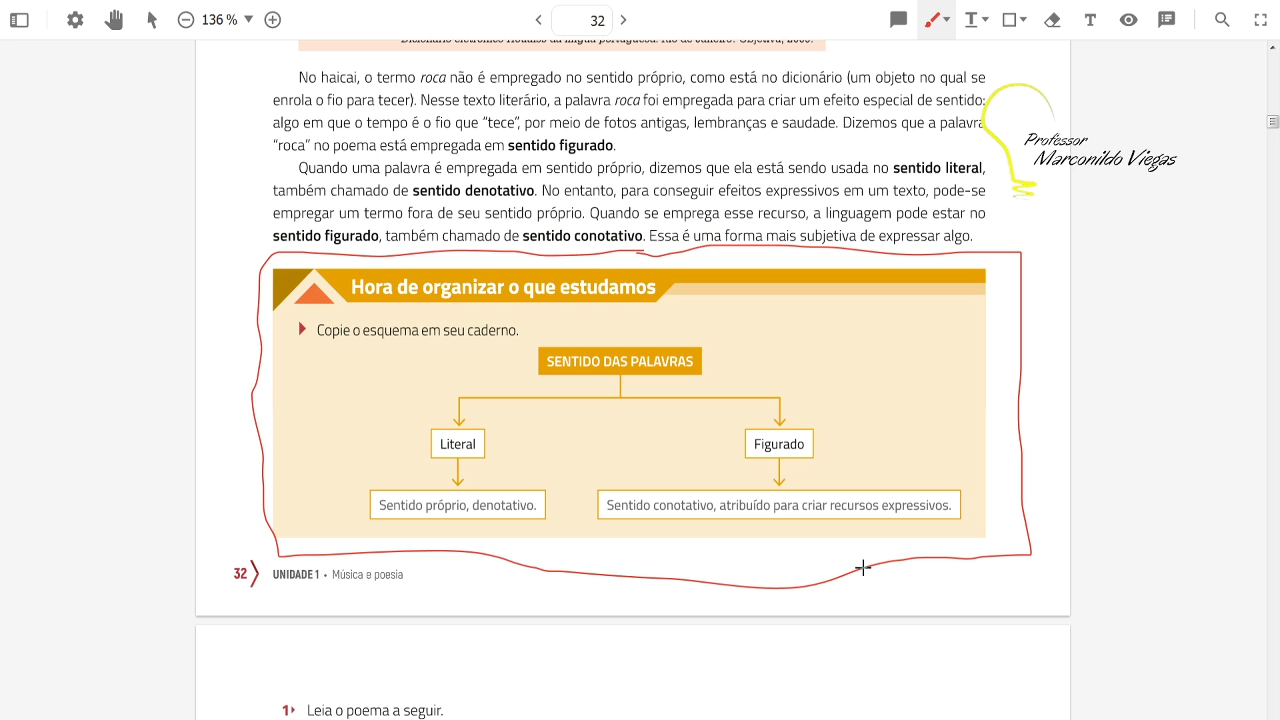 136 %
32
Dicionário eletrônico Houaiss da língua portuguesa. Rio de Janeiro: Objetiva, 2009.
No haicai, o termo roca não é empregado no sentido próprio, como está no dicionário (um objeto no qual se
enrola o fio para tecer). Nesse texto literário, a palavra roca foi empregada para criar um efeito especial de sentido:
algo em que o tempo é o fio que “tece”, por meio de fotos antigas, lembranças e saudade. Dizemos que a palavra
“roca” no poema está empregada em sentido figurado.
Professor
Marconildo Viegas
Quando uma palavra é empregada em sentido próprio, dizemos que ela está sendo usada no sentido literal,
também chamado de sentido denotativo. No entanto, para conseguir efeitos expressivos em um texto, pode-se
empregar um termo fora de seu sentido próprio. Quando se emprega esse recurso, a linguagem pode estar no
sentido figurado, também chamado de sentido conotativo. Essa é uma forma mais subjetiva de expressar algo.
Hora de organizar o que estudamos
Copie o esquema em seu caderno.
SENTIDO DAS PALAVRAS
Literal
Figurado
Sentido próprio, denotativo.
Sentido conotativo, atribuído para criar recursos expressivos.
32 UNIDADE 1 • Música e poesia
1 Leia o poema a seguir.